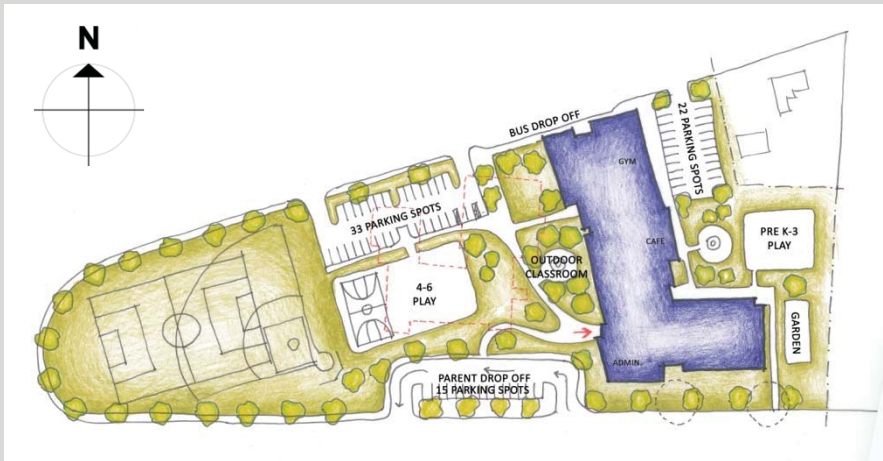 N
BUS DROP OFF
22 PARKING SPOTS
GYM
33 PARKING SPOTS
CAFE
PRE K-3
PLAY
OUTDOOR
CLASSROOM
4-6
PLAY
GARDEN
ADMIN.
PARENT DROP OFF
15 PARKING SPOTS